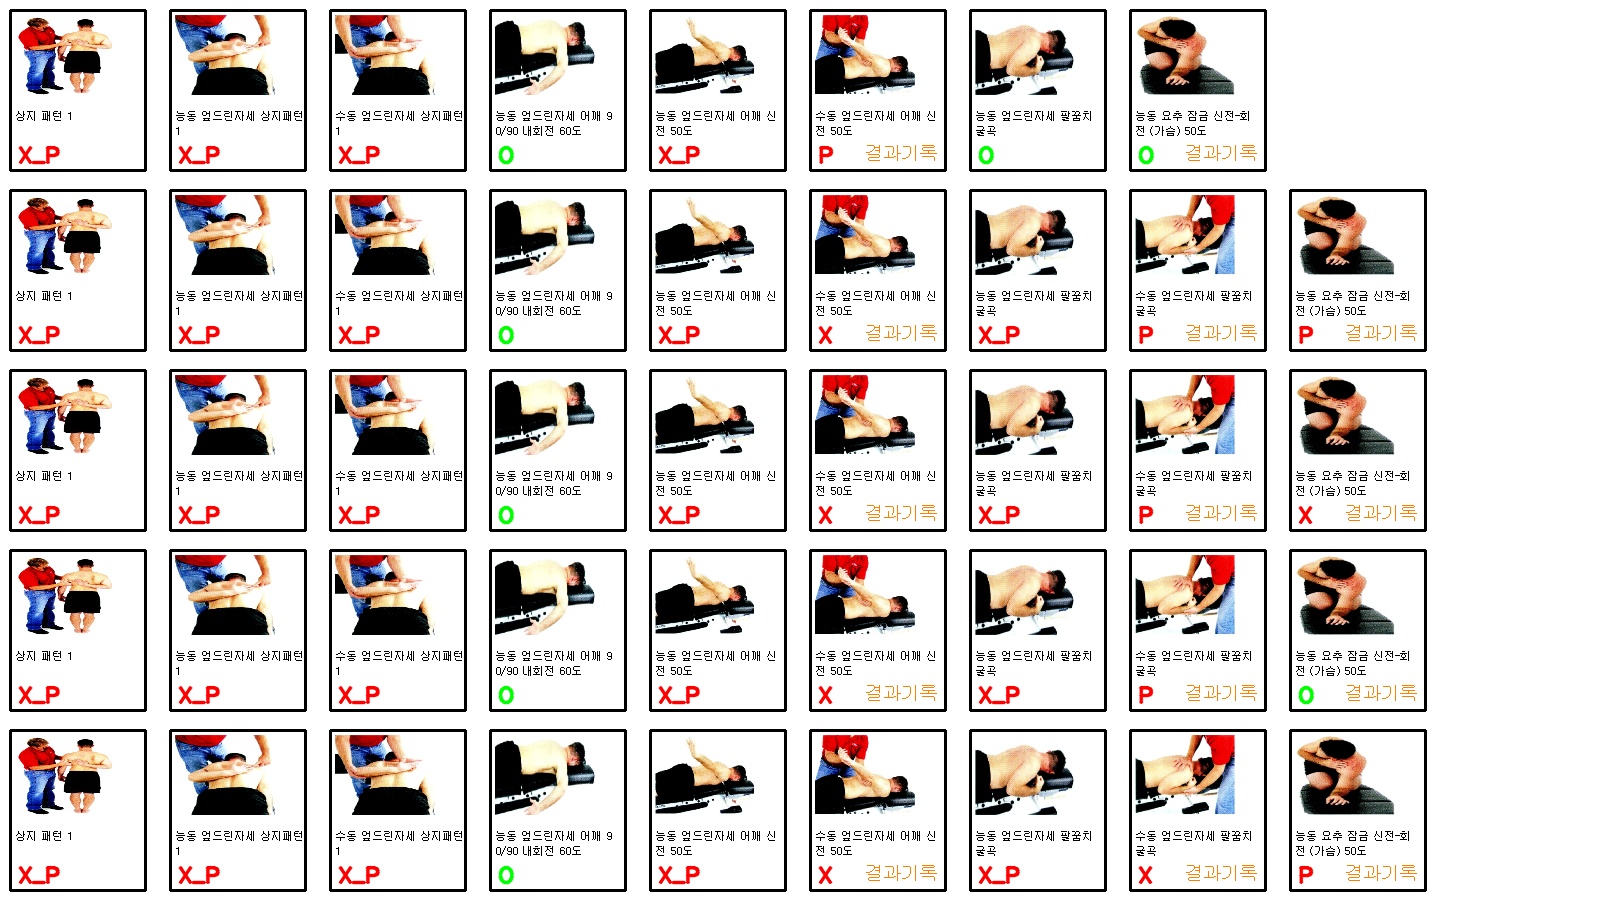 상지 패턴 1
X_P
능동 엎드린자세 상지패턴
1
X_P
수동 엎드린자세 상지패턴
1
X_P
능동 엎드린자세 어깨 9
0/90 내회전 60도
O
능동 엎드린자세 어깨 신
전 50도
X_P
수동 엎드린자세 어깨 신
전 50도
P 결과기록
능동 엎드린자세 팔꿈치
굴곡
O
능동 요추 잠금 신전-회
전 (가슴) 50도
O 결과기록
상지 패턴 1
X_P
능동 엎드린자세 상지패턴
1
X_P
수동 엎드린자세 상지패턴
1
X_P
능동 엎드린자세 어깨 9
0/90 내회전 60도
O
능동 엎드린자세 어깨 신
전 50도
X_P
수동 엎드린자세 어깨 신
전 50도
X 결과기록
능동 엎드린자세 팔꿈치
굴곡
X_P
수동 엎드린자세 팔꿈치
굴곡
P 결과기록
능동 요추 잠금 신전-회
전 (가슴) 50도
P 결과기록
상지 패턴 1
X_P
능동 엎드린자세 상지패턴
1
X_P
수동 엎드린자세 상지패턴
1
X_P
능동 엎드린자세 어깨 9
0/90 내회전 60도
O
능동 엎드린자세 어깨 신
전 50도
X_P
수동 엎드린자세 어깨 신
전 50도
X 결과기록
능동 엎드린자세 팔꿈치
굴곡
X_P
수동 엎드린자세 팔꿈치
굴곡
P 결과기록
능동 요추 잠금 신전-회
전 (가슴) 50도
X 결과기록
상지 패턴 1
X_P
능동 엎드린자세 상지패턴
1
X_P
수동 엎드린자세 상지패턴
1
X_P
능동 엎드린자세 어깨 9
0/90 내회전 60도
O
능동 엎드린자세 어깨 신
전 50도
X_P
수동 엎드린자세 어깨 신
전 50도
X 결과기록
능동 엎드린자세 팔꿈치
굴곡
X_P
수동 엎드린자세 팔꿈치
굴곡
P 결과기록
능동 요추 잠금 신전-회
전 (가슴) 50도
O 결과기록
상지 패턴 1
X_P
능동 엎드린자세 상지패턴
1
X_P
수동 엎드린자세 상지패턴
1
X_P
능동 엎드린자세 어깨 9
0/90 내회전 60도
O
능동 엎드린자세 어깨 신
전 50도
X_P
수동 엎드린자세 어깨 신
전 50도
X 결과기록
능동 엎드린자세 팔꿈치
굴곡
X_P
수동 엎드린자세 팔꿈치
굴곡
X 결과기록
능동 요추 잠금 신전-회
전 (가슴) 50도
P 결과기록